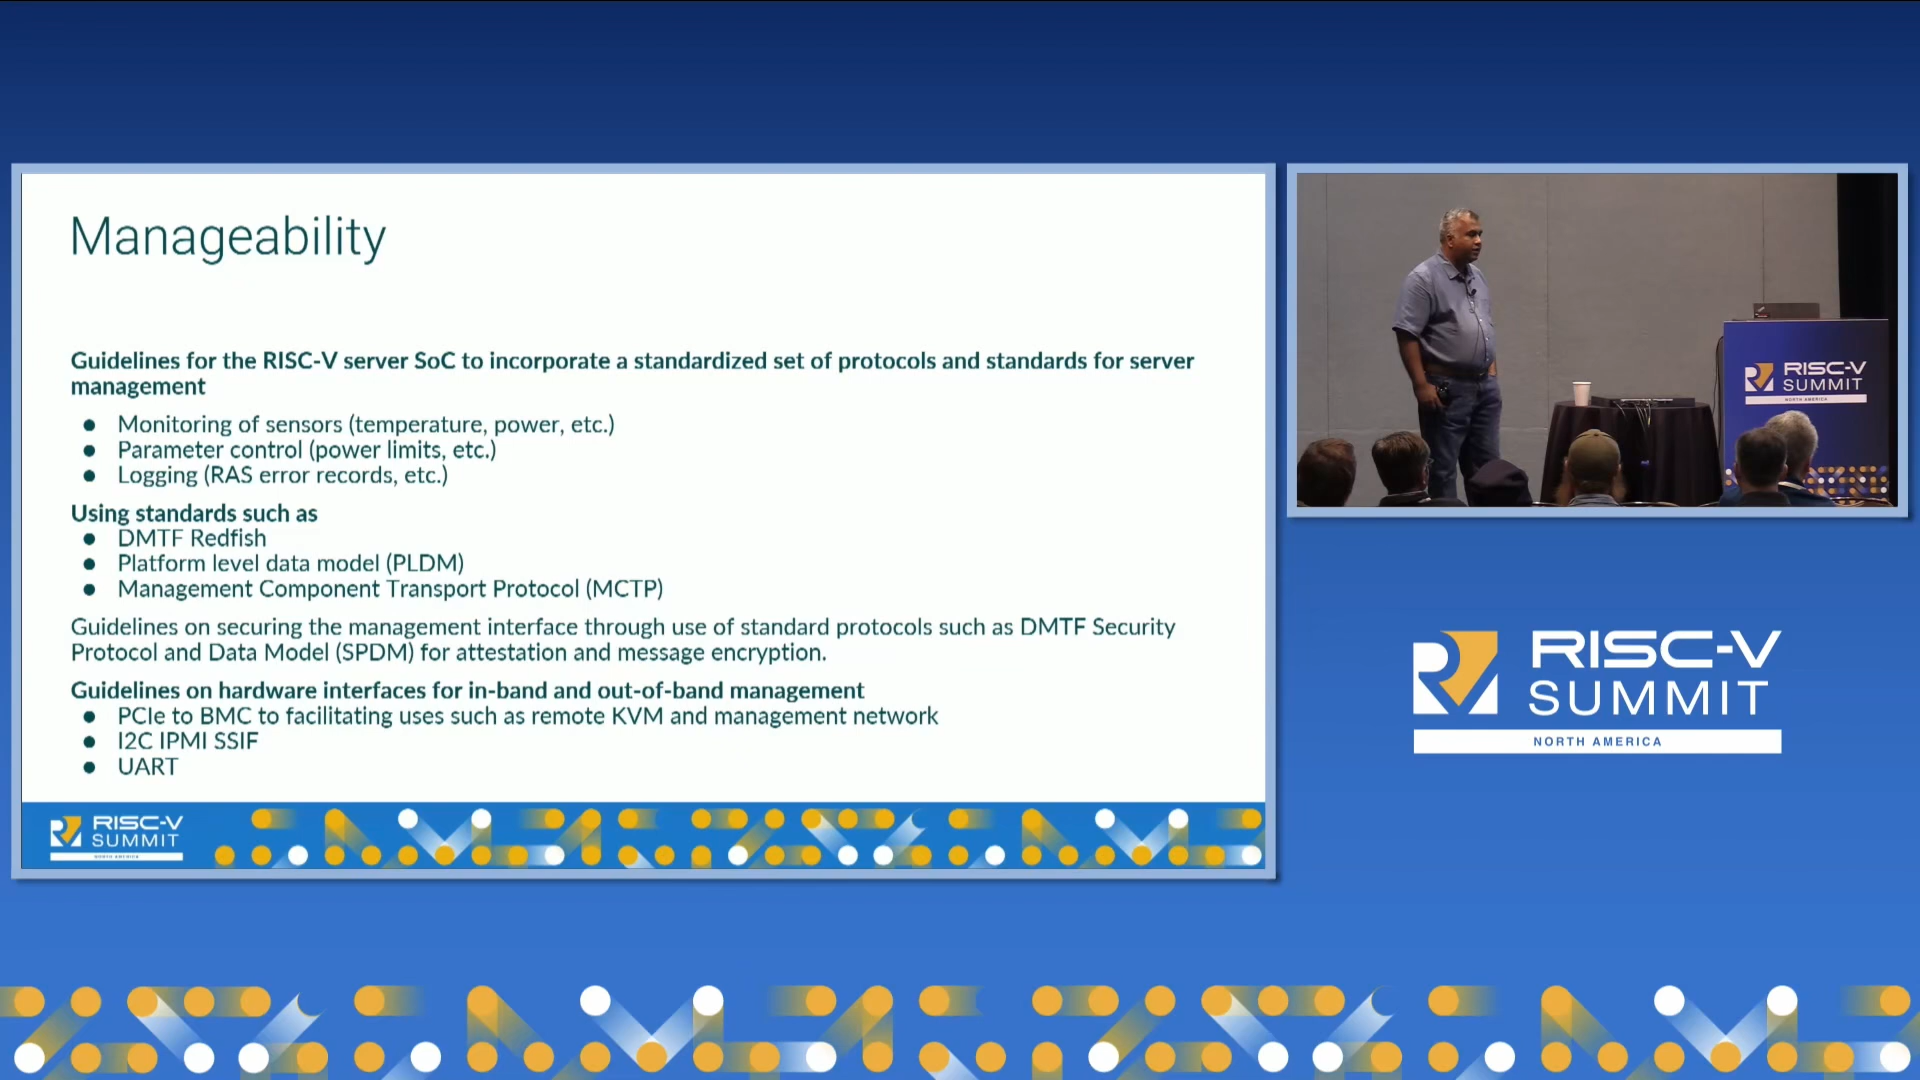 Manageability
Guidelines for the RISC-V server SoC to incorporate a standardized set of protocols and standards for server
management
● Monitoring of sensors (temperature, power, etc.)
● Parameter control (power limits, etc.)
● Logging (RAS error records, etc.)
Using standards such as
● DMTF Redfish
● Platform level data model (PLDM)
● Management Component Transport Protocol (MCTP)
Guidelines on securing the management interface through use of standard protocols such as DMTF Security
Protocol and Data Model (SPDM) for attestation and message encryption.
Guidelines on hardware interfaces for in-band and out-of-band management
● PCIe to BMC to facilitating uses such as remote KVM and management network
● I2C IPMI SSIF
● UART
RISC-V
SUMMIT
NORTH AMERICA
RISC-V
SUMMIT
NORTH AMERICA
RISC-V
SUMMIT
NORTH AMERICA